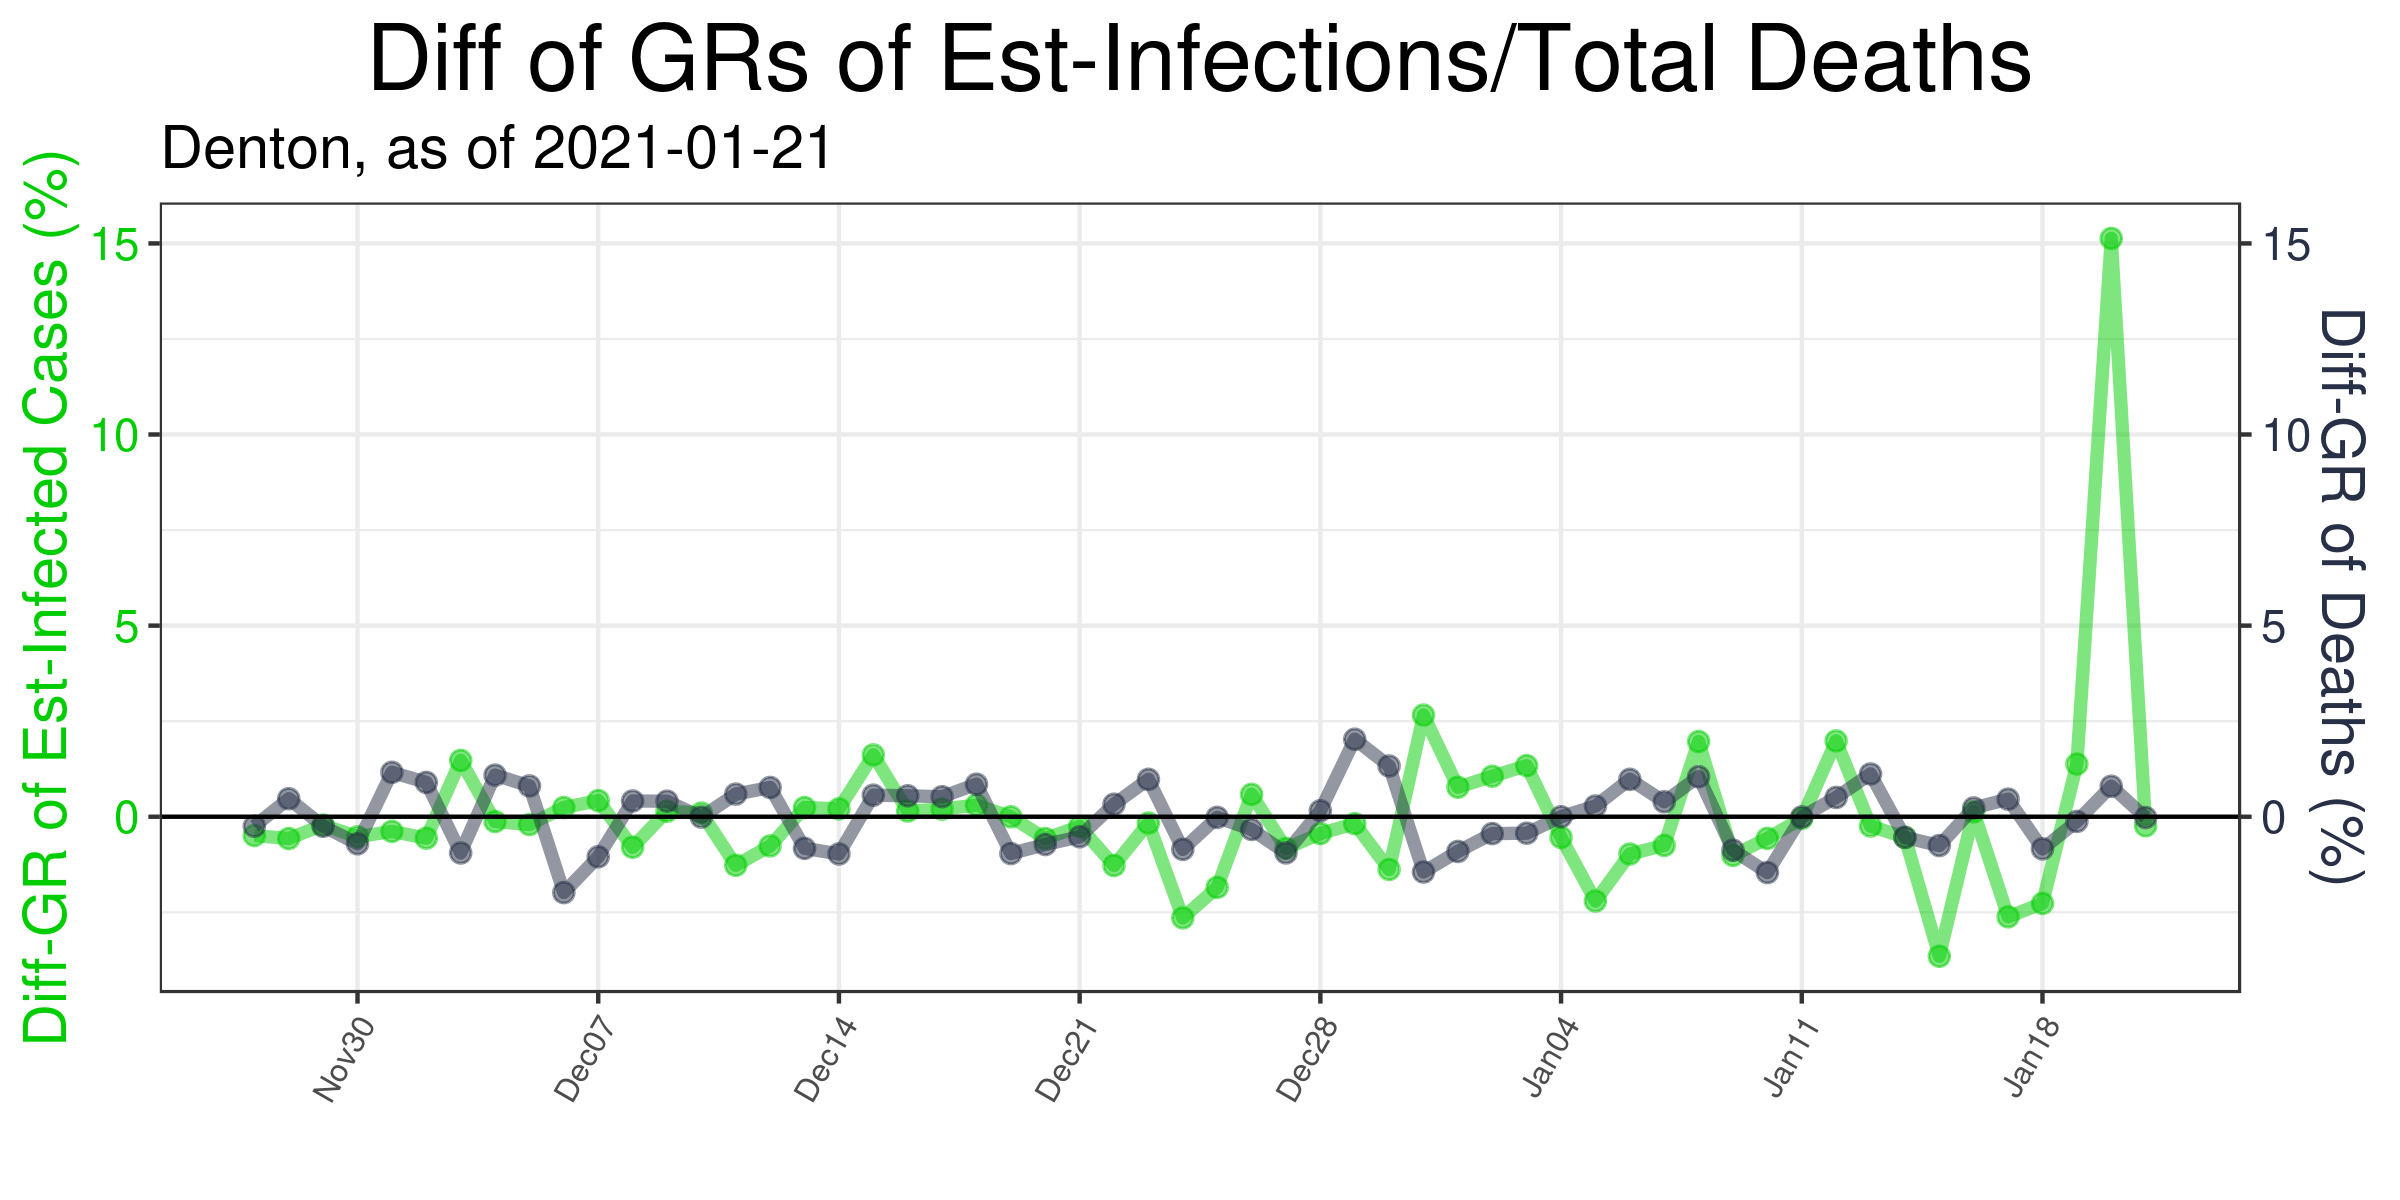 Diff of GRs of Est-Infections/Total Deaths
Denton, as of 2021-01-21
Diff-GR of Est-Infected Cases (%)
15
10
5
0
15
10
5
0
Diff-GR of Deaths (%)
Nov30
Dec07
Dec14
Dec21
Dec28
Jan04
Jan11
Jan18